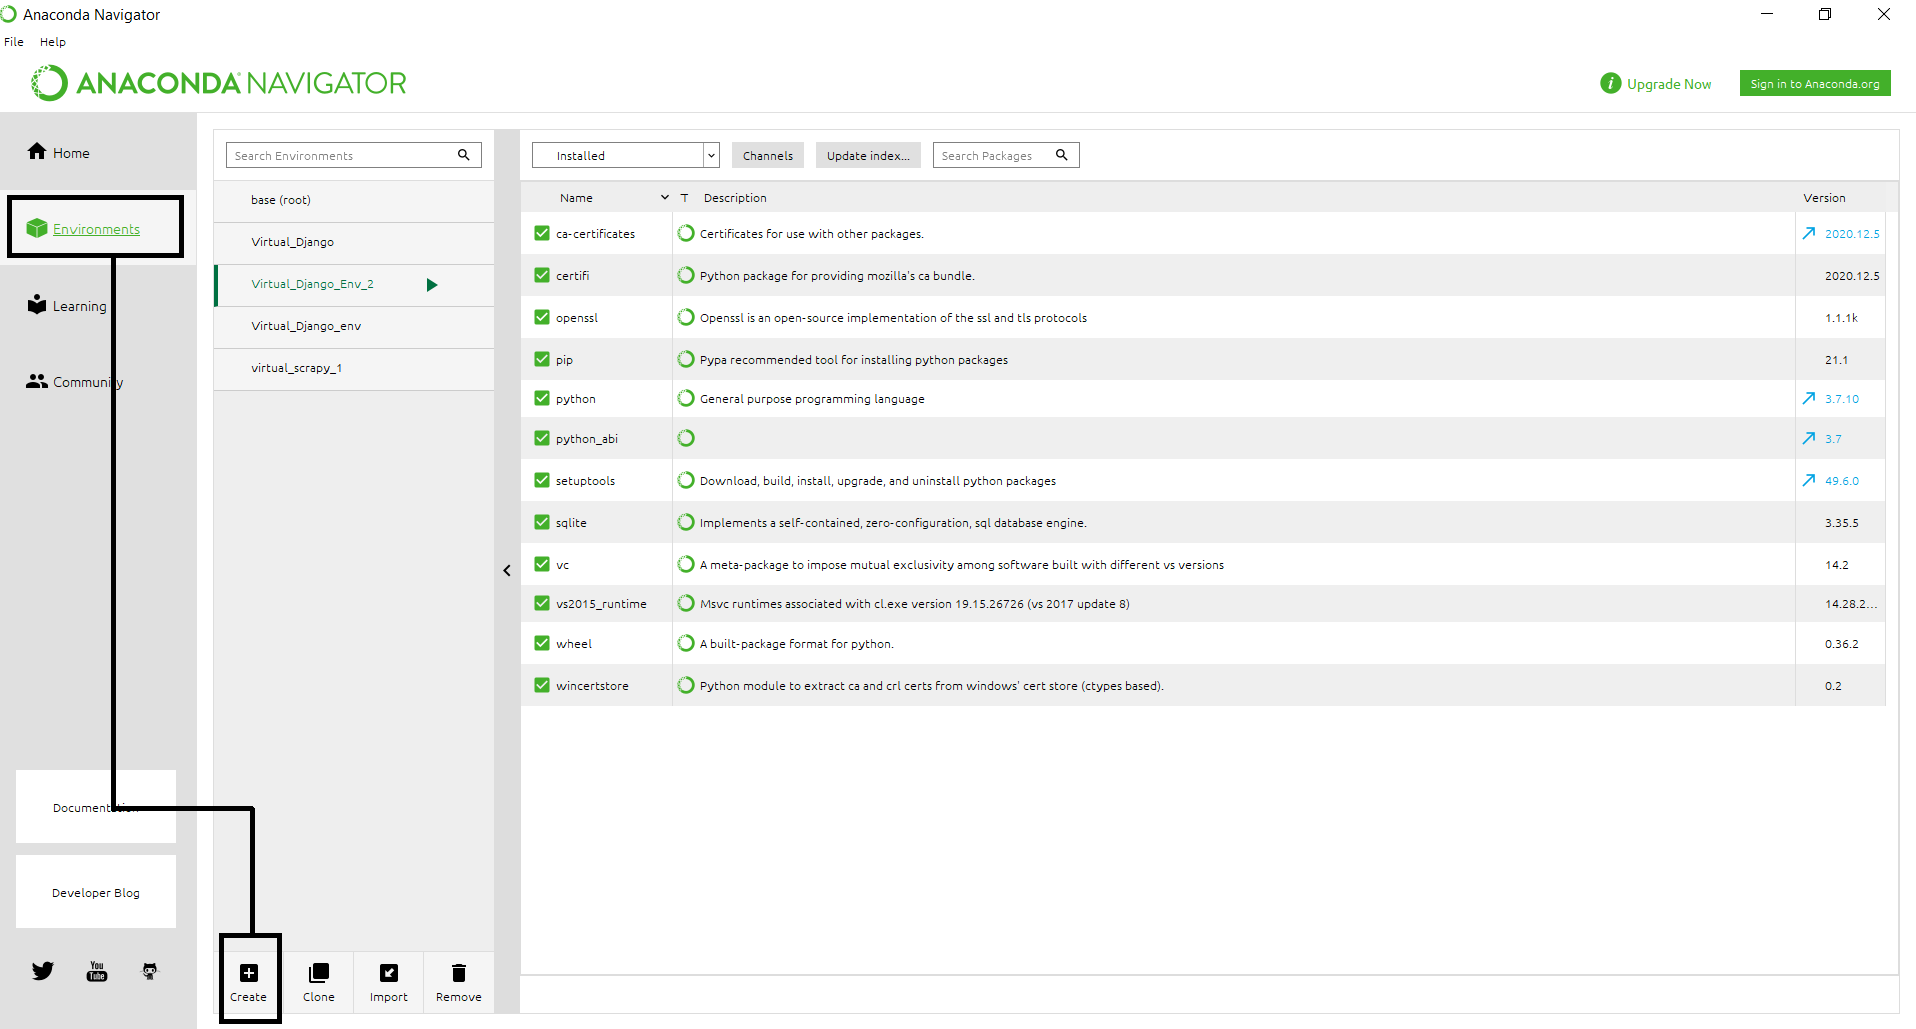 Anaconda Navigator
File Help
ANACONDA NAVIGATOR
Upgrade Now
Sign in to Anaconda.org
Home
Environments
Learning
Community
Documentation
Developer Blog
You Tube
Search Environments
base (root)
Virtual_Django
Virtual_Django_Env_2
Virtual_Django_env
virtual_scrapy_1
Create Clone Import Remove
Installed Channels Update index... Search Packages
Name T Description Version
ca-certificates Certificates for use with other packages. 2020.12.5
certifi Python package for providing mozilla's ca bundle. 2020.12.5
openssl Openssl is an open-source implementation of the ssl and tls protocols 1.1.1k
pip Pypa recommended tool for installing python packages 21.1
python General purpose programming language 3.7.10
python_abi 3.7
setuptools Download, build, install, upgrade, and uninstall python packages 49.6.0
sqlite Implements a self-contained, zero-configuration, sql database engine. 3.35.5
vc A meta-package to impose mutual exclusivity among software built with different vs versions 14.2
vs2015_runtime Msvc runtimes associated with cl.exe version 19.15.26726 (vs 2017 update 8) 14.28.2...
wheel A built-package format for python. 0.36.2
wincertstore Python module to extract ca and crl certs from windows' cert store (ctypes based). 0.2